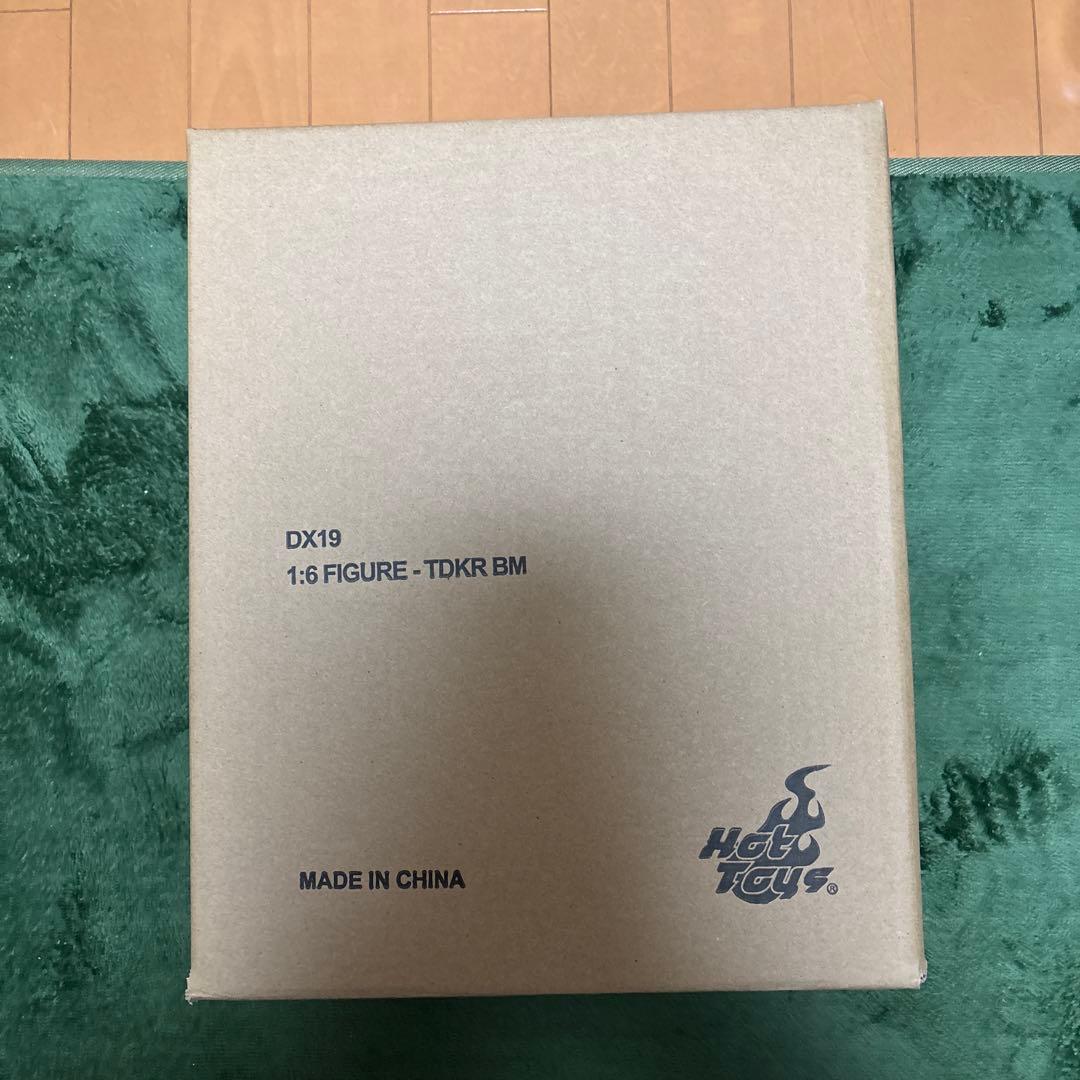 DX19
1:6 FIGURE - TDKR BM
MADE IN CHINA
Hot
Toys®